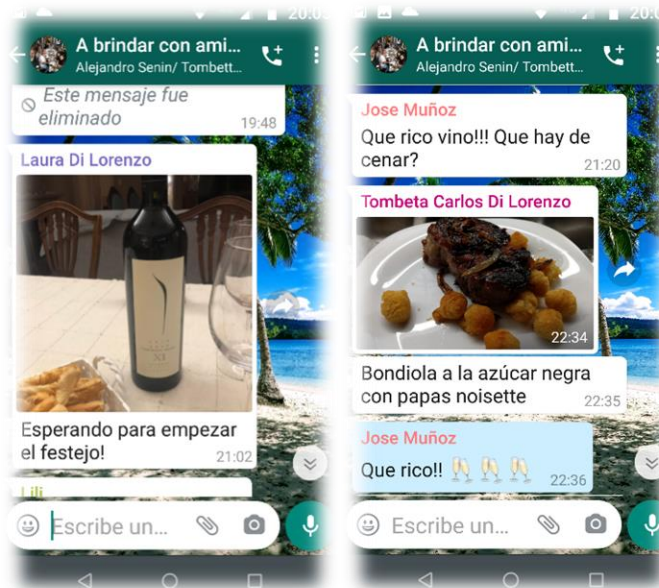 A brindar con ami...
Alejandro Senin/ Tombett...
Este mensaje fue
eliminado
19:48
Laura Di Lorenzo
XI
Esperando para empezar
el festejo!
21:02
Lili
Escribe un...
A brindar con ami...
Alejandro Senin/ Tombett...
Jose Muñoz
Que rico vino!!! Que hay de
cenar?
21:20
Tombeta Carlos Di Lorenzo
22:34
Bondiola a la azúcar negra
con papas noisette
22:35
Jose Muñoz
Que rico!! 🥂 🥂 🥂
22:36
Escribe un...